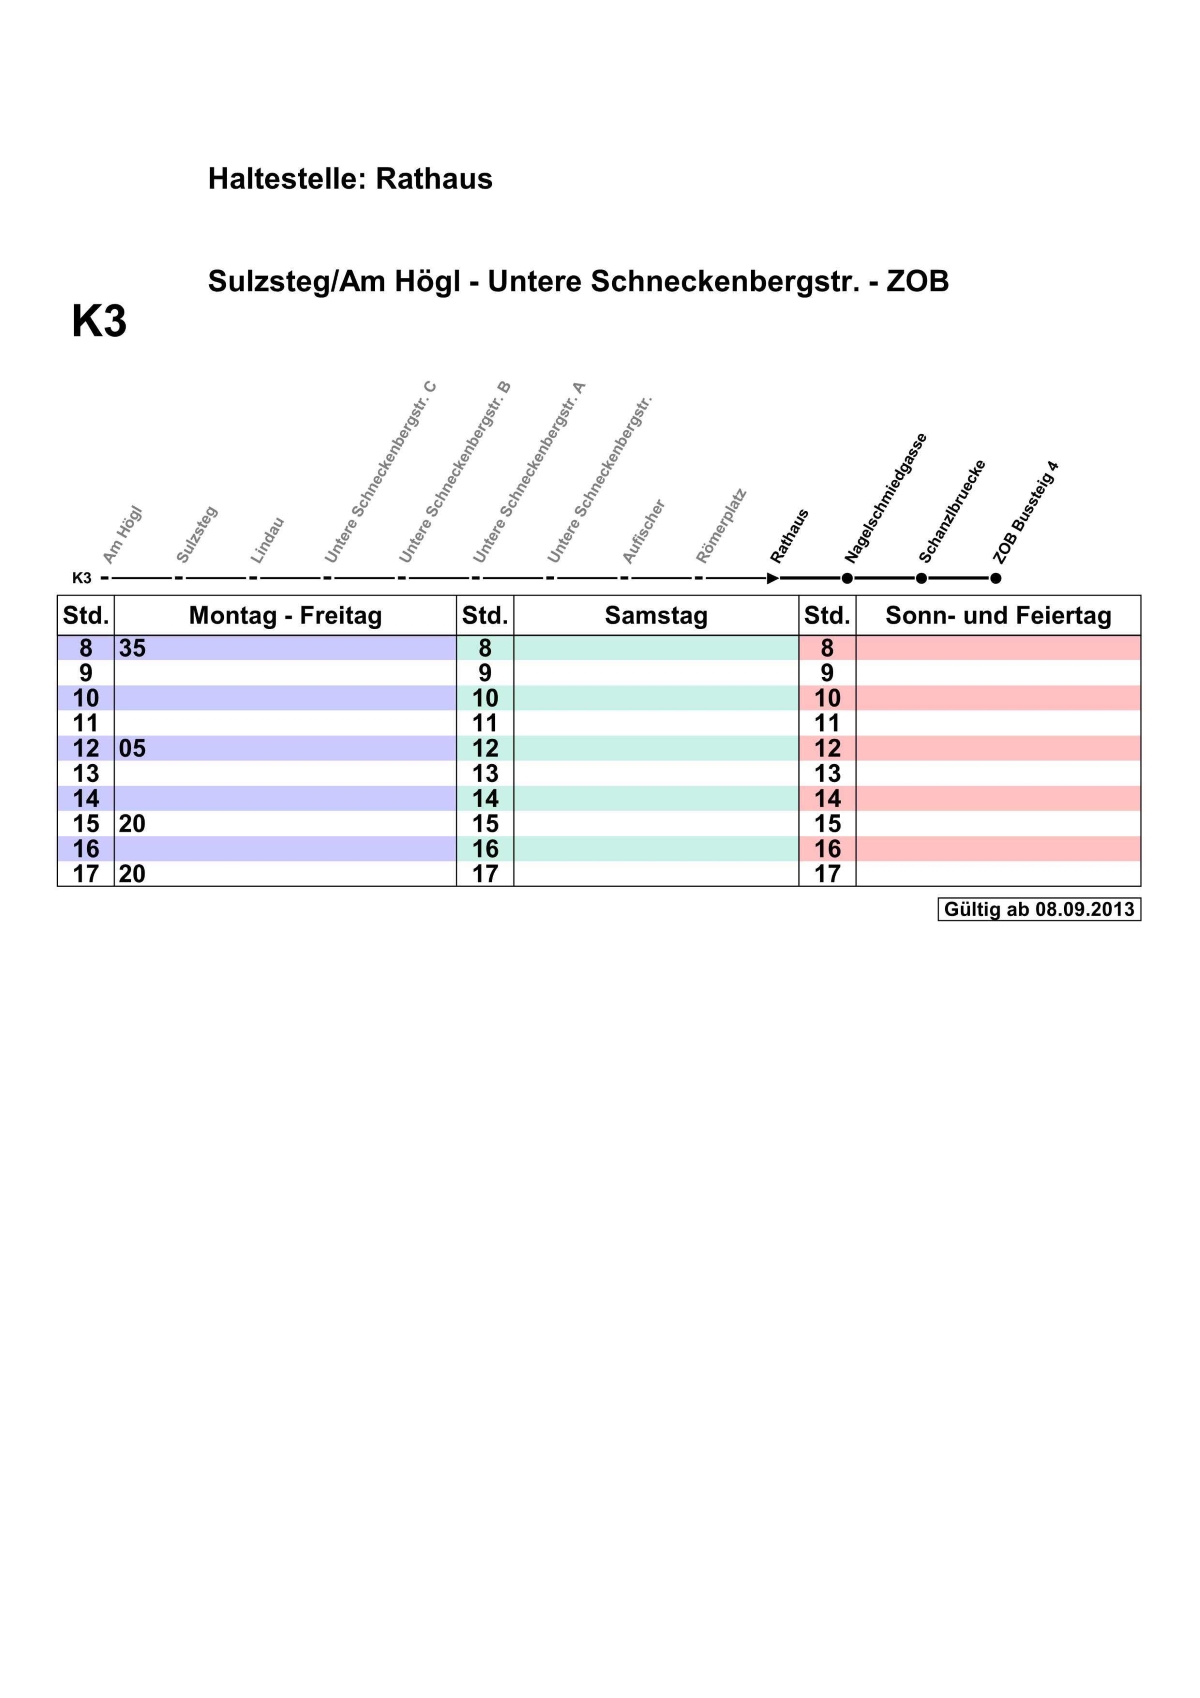 Haltestelle: Rathaus
Sulzsteg/Am Högl - Untere Schneckenbergstr. - ZOB
K3
Am Högl
Sulzsteg
Lindau
Untere Schneckenbergstr. C
Untere Schneckenbergstr. B
Untere Schneckenbergstr. A
Untere Schneckenbergstr.
Aufischer
Römerplatz
Rathaus
Nagelschmiedgasse
Schanzlbruecke
ZOB Bussteig 4
K3
Std. Montag - Freitag Std. Samstag Std. Sonn- und Feiertag
8 35 8 8
9 9 9
10 10 10
11 11 11
12 05 12 12
13 13 13
14 14 14
15 20 15 15
16 16 16
17 20 17 17
Gültig ab 08.09.2013